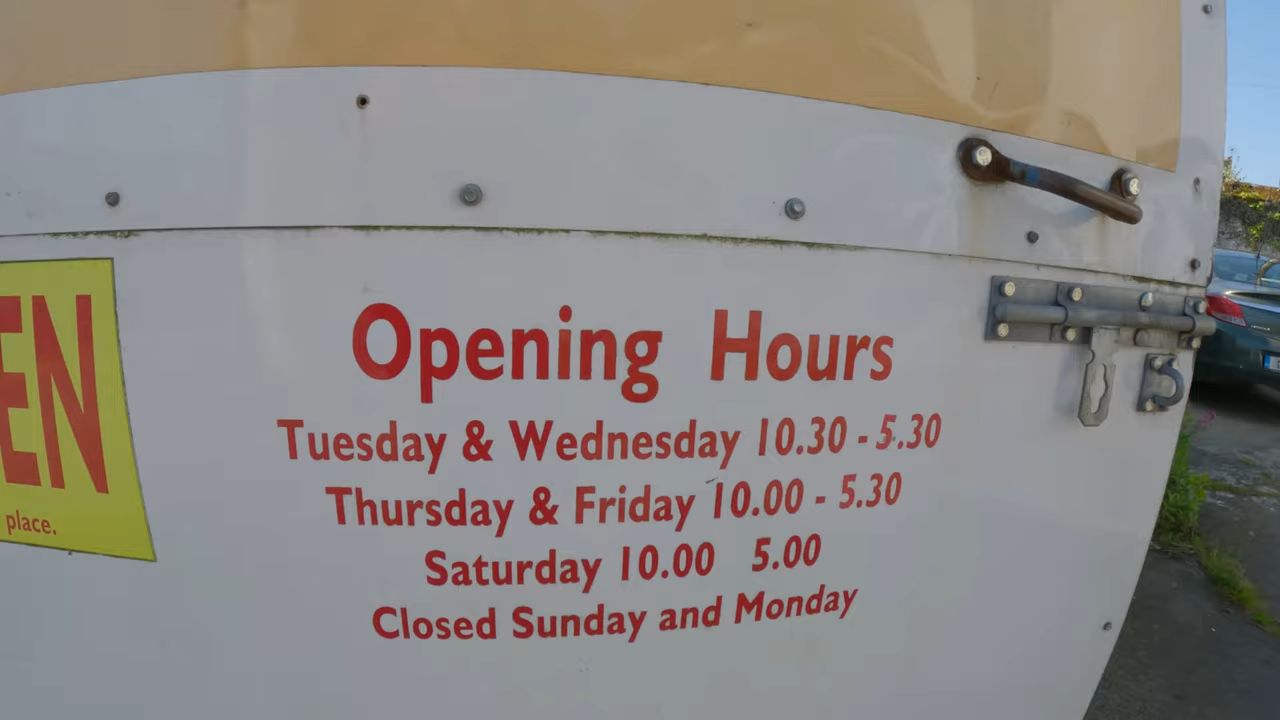 EN
place.
Opening Hours
Tuesday & Wednesday 10.30 - 5.30
Thursday & Friday 10.00 - 5.30
Saturday 10.00 5.00
Closed Sunday and Monday